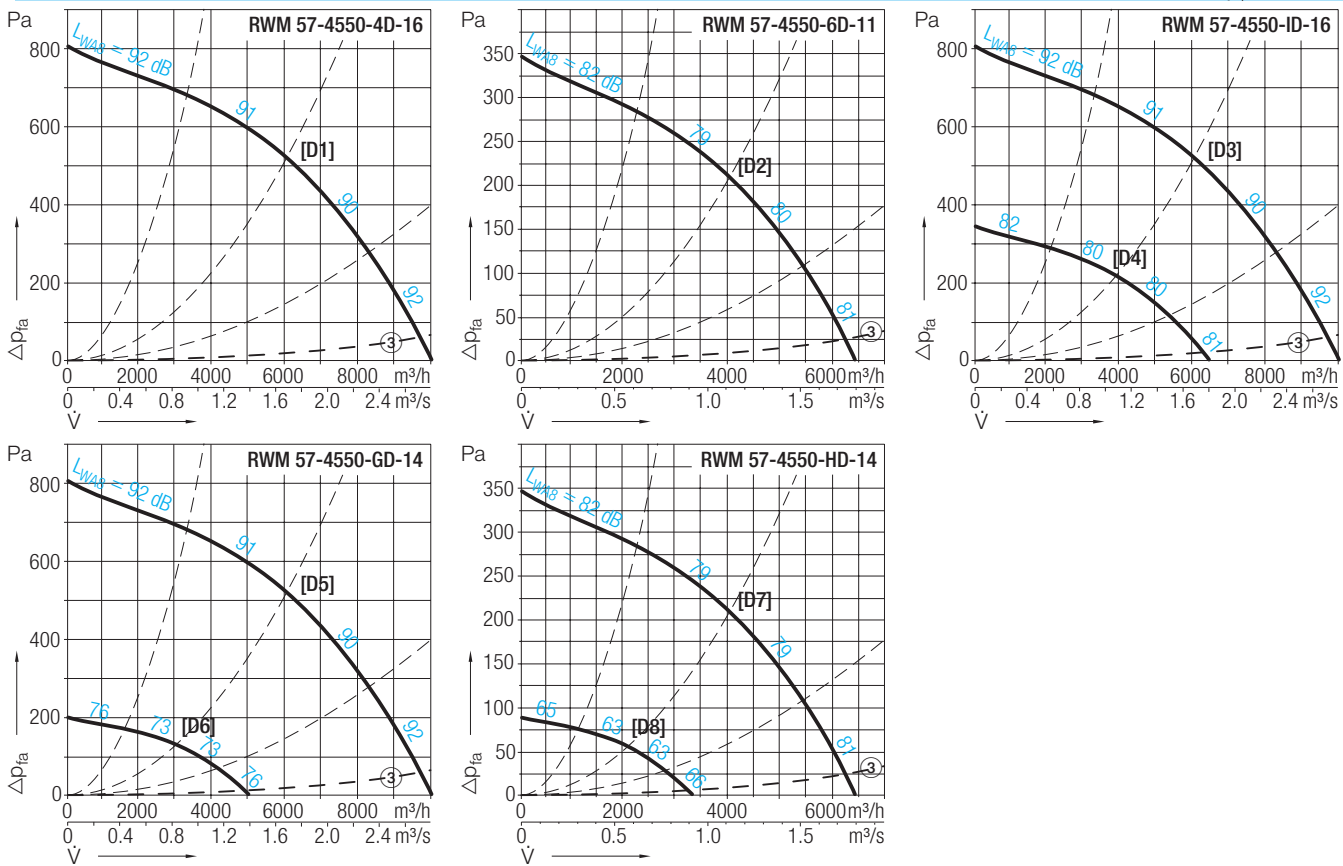 Pa
RWM 57-4550-4D-16
800
600
400
200
0
L_WA8 = 92 dB
91
[D1]
90
92
③
Δp_fa
0 2000 4000 6000 8000 m³/h
0 0.4 0.8 1.2 1.6 2.0 2.4 m³/s
V̇
Pa
RWM 57-4550-6D-11
350
300
250
200
150
100
50
0
L_WA8 = 82 dB
79
[D2]
80
81
③
Δp_fa
0 2000 4000 6000 m³/h
0 0.5 1.0 1.5 m³/s
V̇
Pa
RWM 57-4550-ID-16
800
600
400
200
0
L_WA8 = 92 dB
91
[D3]
90
92
82
80
[D4]
80
81
③
Δp_fa
0 2000 4000 6000 8000 m³/h
0 0.4 0.8 1.2 1.6 2.0 2.4 m³/s
V̇
Pa
RWM 57-4550-GD-14
800
600
400
200
0
L_WA8 = 92 dB
91
[D5]
90
92
76
73
[D6]
73
76
③
Δp_fa
0 2000 4000 6000 8000 m³/h
0 0.4 0.8 1.2 1.6 2.0 2.4 m³/s
V̇
Pa
RWM 57-4550-HD-14
350
300
250
200
150
100
50
0
L_WA8 = 82 dB
79
[D7]
79
81
65
63
[D8]
63
66
③
Δp_fa
0 2000 4000 6000 m³/h
0 0.5 1.0 1.5 m³/s
V̇